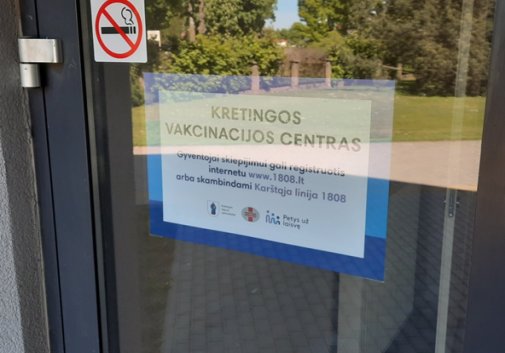 KRETINGOS
VAKCINACIJOS CENTRAS
Gyventojai skiepijimui gali registruotis
internetu www.1808.lt
arba skambindami Karštąja linija 1808
Petys už
laisvę